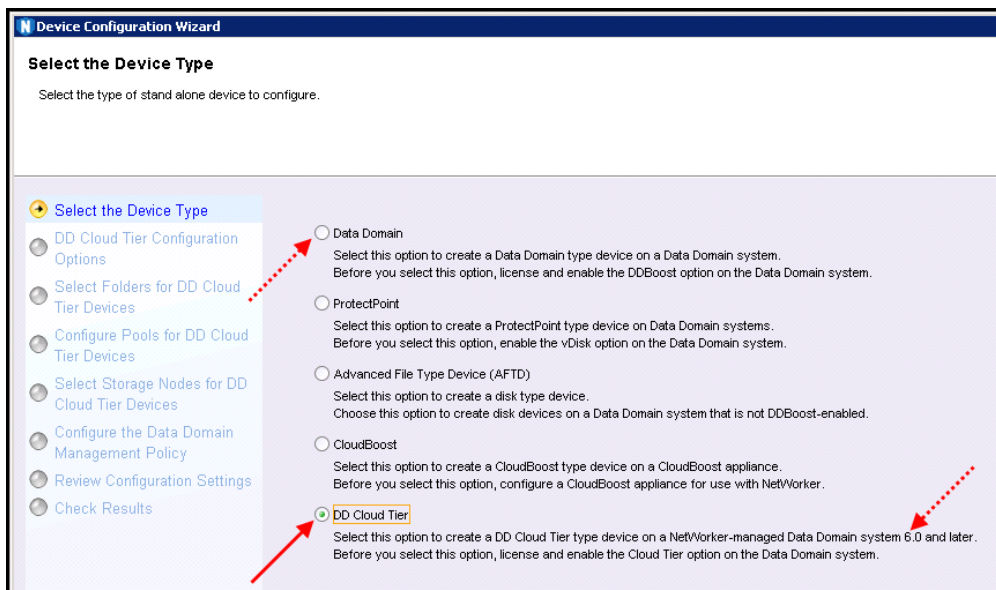 N Device Configuration Wizard
Select the Device Type
Select the type of stand alone device to configure.
Select the Device Type
DD Cloud Tier Configuration
Options
Select Folders for DD Cloud
Tier Devices
Configure Pools for DD Cloud
Tier Devices
Select Storage Nodes for DD
Cloud Tier Devices
Configure the Data Domain
Management Policy
Review Configuration Settings
Check Results
Data Domain
Select this option to create a Data Domain type device on a Data Domain system.
Before you select this option, license and enable the DDBoost option on the Data Domain system.
ProtectPoint
Select this option to create a ProtectPoint type device on Data Domain systems.
Before you select this option, enable the vDisk option on the Data Domain system.
Advanced File Type Device (AFTD)
Select this option to create a disk type device.
Choose this option to create disk devices on a Data Domain system that is not DDBoost-enabled.
CloudBoost
Select this option to create a CloudBoost type device on a CloudBoost appliance.
Before you select this option, configure a CloudBoost appliance for use with NetWorker.
DD Cloud Tier
Select this option to create a DD Cloud Tier type device on a NetWorker-managed Data Domain system 6.0 and later.
Before you select this option, license and enable the Cloud Tier option on the Data Domain system.